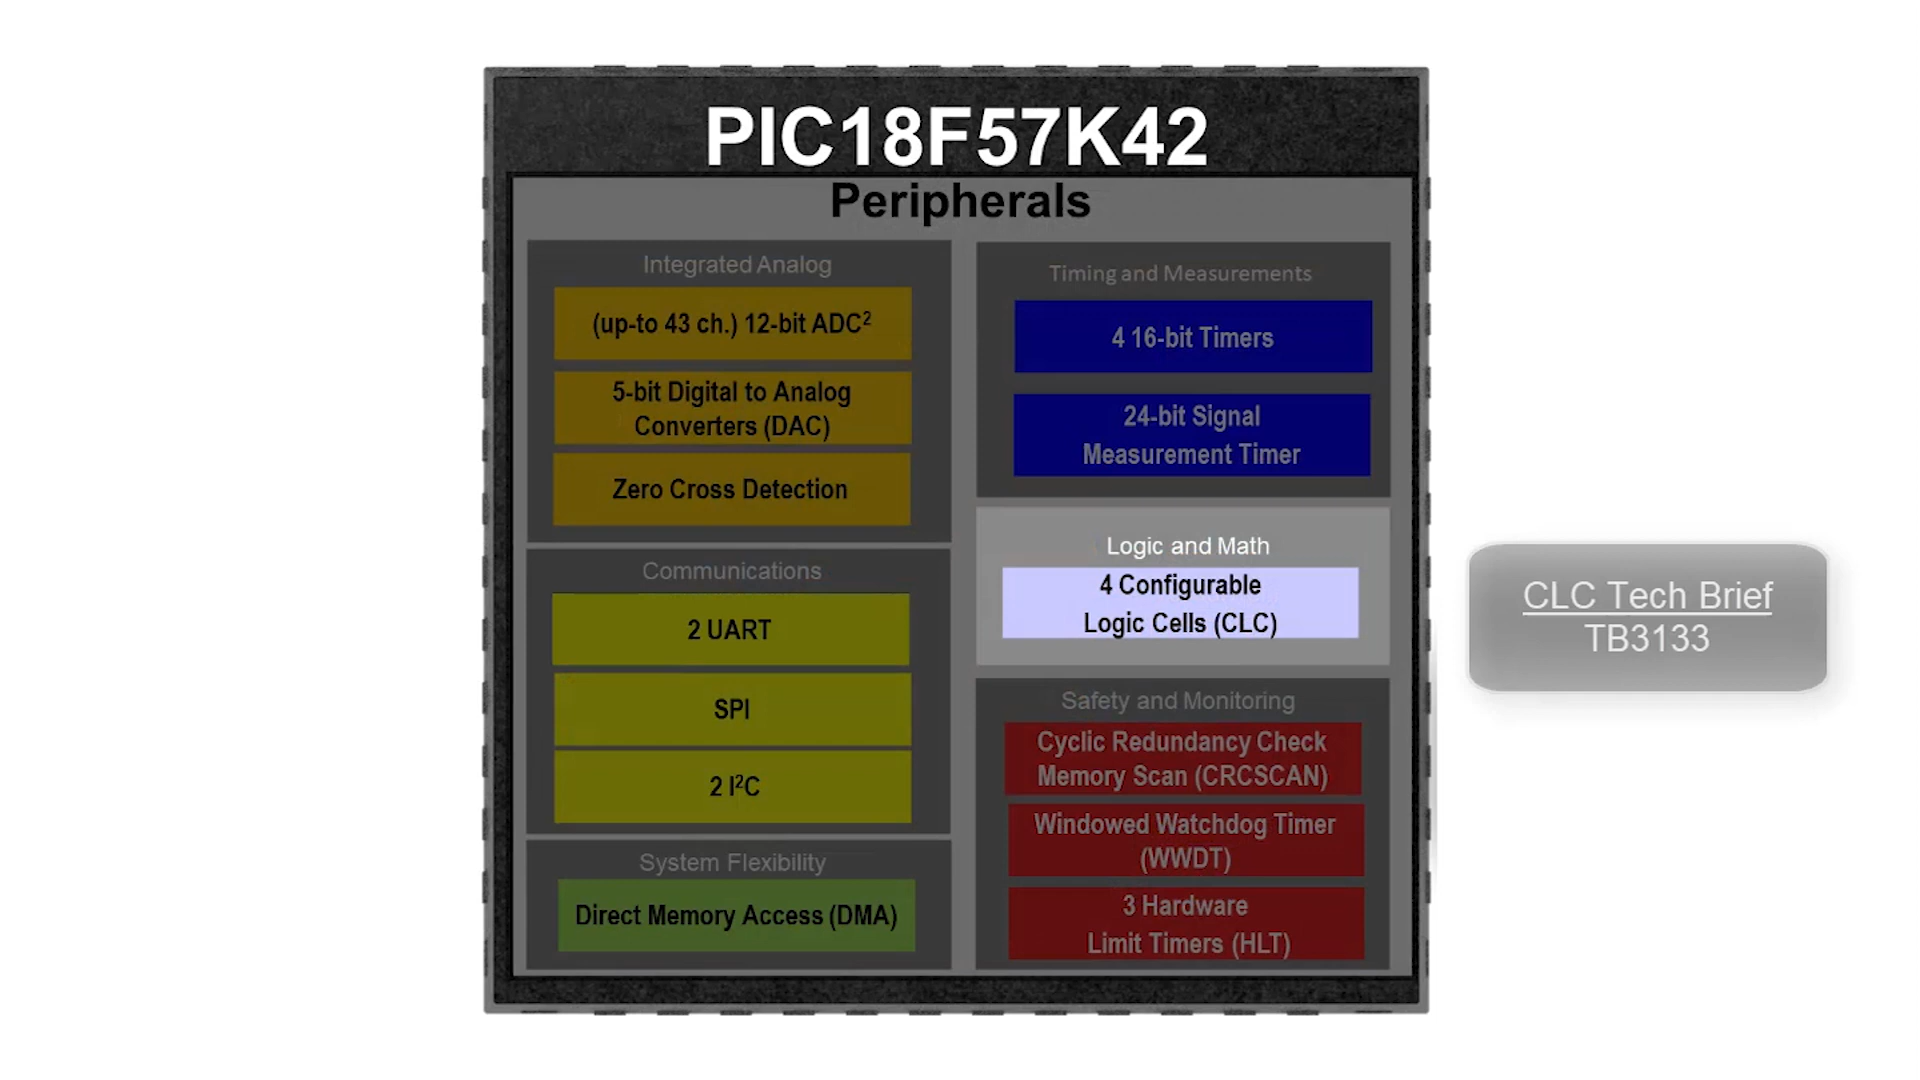 PIC18F57K42
Peripherals
Integrated Analog
(up-to 43 ch.) 12-bit ADC²
5-bit Digital to Analog
Converters (DAC)
Zero Cross Detection
Communications
2 UART
SPI
2 I²C
System Flexibility
Direct Memory Access (DMA)
Timing and Measurements
4 16-bit Timers
24-bit Signal
Measurement Timer
Logic and Math
4 Configurable
Logic Cells (CLC)
Safety and Monitoring
Cyclic Redundancy Check
Memory Scan (CRCSCAN)
Windowed Watchdog Timer
(WWDT)
3 Hardware
Limit Timers (HLT)
CLC Tech Brief
TB3133